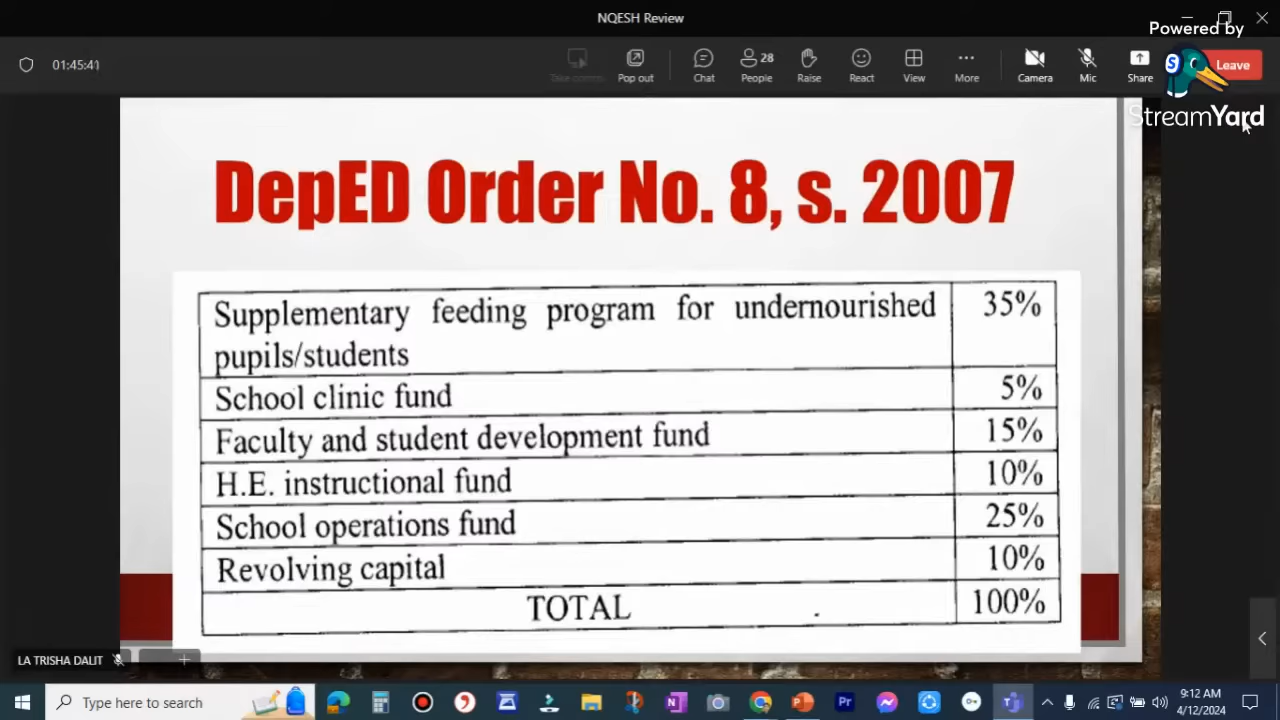 NQESH Review
Powered by
01:45:41
Take control
Pop out
Chat
28
People
Raise
React
View
More
Camera
Mic
Share
Leave
S
StreamYard
DepED Order No. 8, s. 2007
Supplementary feeding program for undernourished 35%
pupils/students
School clinic fund 5%
Faculty and student development fund 15%
H.E. instructional fund 10%
School operations fund 25%
Revolving capital 10%
TOTAL 100%
LA TRISHA DALIT
Type here to search
Pr
9:12 AM
4/12/2024